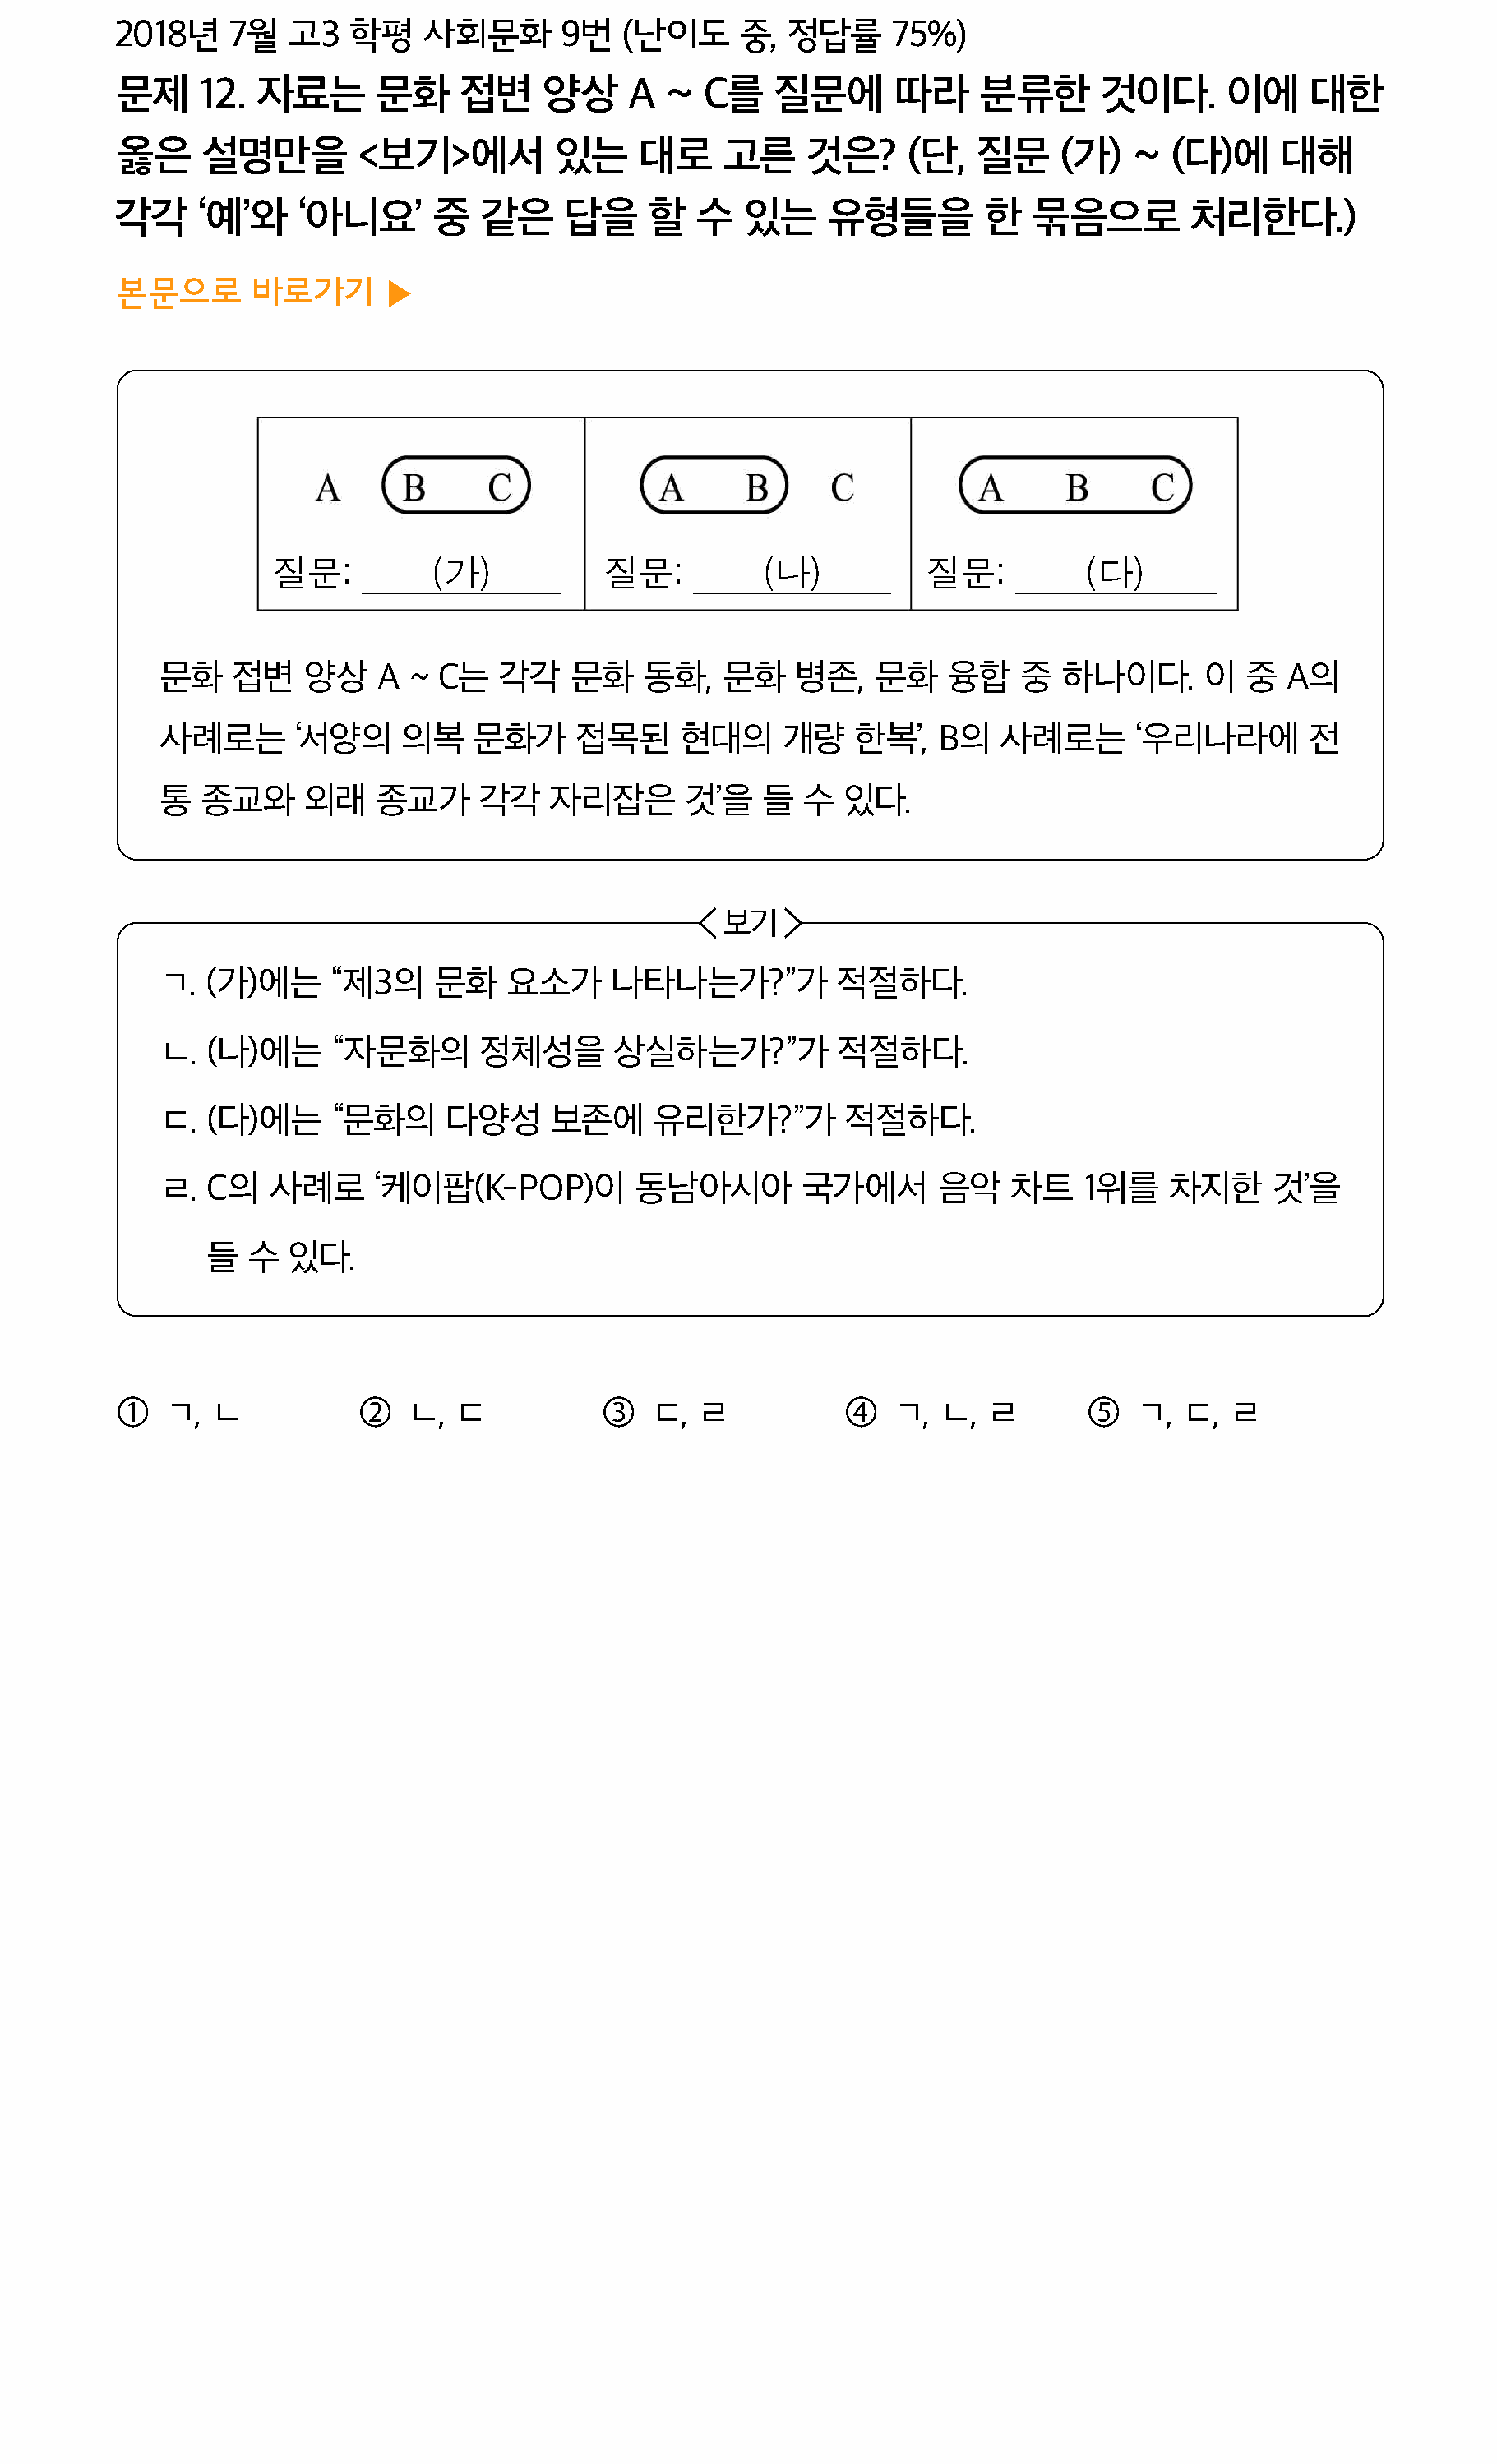 2018년 7월 고3 학평 사회문화 9번 (난이도 중, 정답률 75%)
문제 12. 자료는 문화 접변 양상 A ~ C를 질문에 따라 분류한 것이다. 이에 대한
옳은 설명만을 <보기>에서 있는 대로 고른 것은? (단, 질문 (가) ~ (다)에 대해
각각 ‘예’와 ‘아니요’ 중 같은 답을 할 수 있는 유형들을 한 묶음으로 처리한다.)
본문으로 바로가기 ▶
A B C A B C A B C
질문: (가) 질문: (나) 질문: (다)
문화 접변 양상 A ~ C는 각각 문화 동화, 문화 병존, 문화 융합 중 하나이다. 이 중 A의
사례로는 ‘서양의 의복 문화가 접목된 현대의 개량 한복’, B의 사례로는 ‘우리나라에 전
통 종교와 외래 종교가 각각 자리잡은 것’을 들 수 있다.
<보기>
ㄱ. (가)에는 “제3의 문화 요소가 나타나는가?”가 적절하다.
ㄴ. (나)에는 “자문화의 정체성을 상실하는가?”가 적절하다.
ㄷ. (다)에는 “문화의 다양성 보존에 유리한가?”가 적절하다.
ㄹ. C의 사례로 ‘케이팝(K-POP)이 동남아시아 국가에서 음악 차트 1위를 차지한 것’을
들 수 있다.
① ㄱ, ㄴ ② ㄴ, ㄷ ③ ㄷ, ㄹ ④ ㄱ, ㄴ, ㄹ ⑤ ㄱ, ㄷ, ㄹ